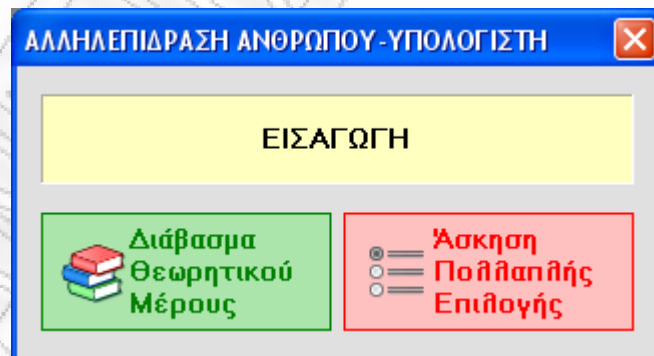 ΑΛΛΗΛΕΠΙΔΡΑΣΗ ΑΝΘΡΩΠΟΥ-ΥΠΟΛΟΓΙΣΤΗ
ΕΙΣΑΓΩΓΗ
Διάβασμα
Θεωρητικού
Μέρους
Άσκηση
Πολλαπλής
Επιλογής